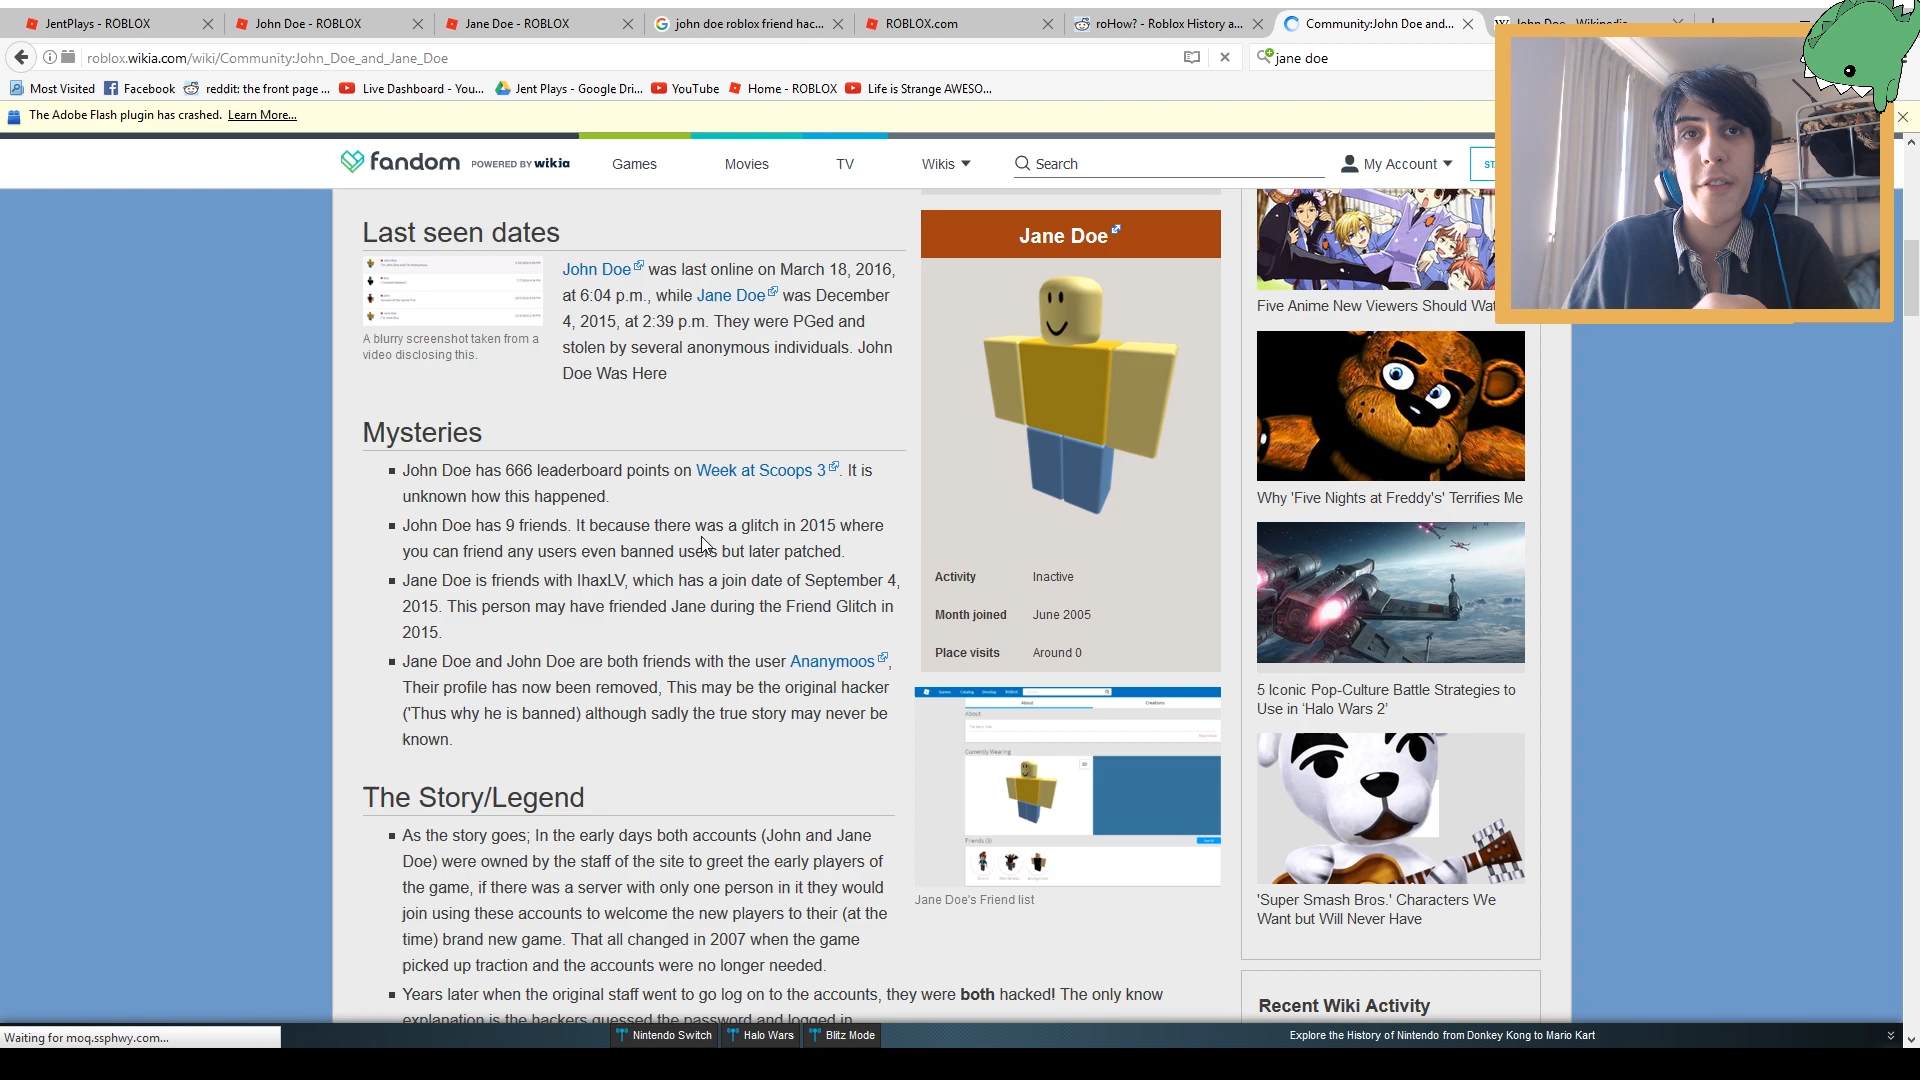 JentPlays - ROBLOX
John Doe - ROBLOX
Jane Doe - ROBLOX
john doe roblox friend hac...
ROBLOX.com
roHow? - Roblox History a...
Community:John Doe and...
John Doe - Wikipedia
roblox.wikia.com/wiki/Community:John_Doe_and_Jane_Doe
jane doe
Most Visited
Facebook
reddit: the front page ...
Live Dashboard - You...
Jent Plays - Google Dri...
YouTube
Home - ROBLOX
Life is Strange AWESO...
The Adobe Flash plugin has crashed. Learn More...
fandom POWERED BY wikia
Games
Movies
TV
Wikis
Search
My Account
Last seen dates
A blurry screenshot taken from a
video disclosing this.
John Doe was last online on March 18, 2016,
at 6:04 p.m., while Jane Doe was December
4, 2015, at 2:39 p.m. They were PGed and
stolen by several anonymous individuals. John
Doe Was Here
Mysteries
John Doe has 666 leaderboard points on Week at Scoops 3. It is
unknown how this happened.
John Doe has 9 friends. It because there was a glitch in 2015 where
you can friend any users even banned users but later patched.
Jane Doe is friends with IhaxLV, which has a join date of September 4,
2015. This person may have friended Jane during the Friend Glitch in
2015.
Jane Doe and John Doe are both friends with the user Ananymoos,
Their profile has now been removed, This may be the original hacker
('Thus why he is banned) although sadly the true story may never be
known.
The Story/Legend
As the story goes; In the early days both accounts (John and Jane
Doe) were owned by the staff of the site to greet the early players of
the game, if there was a server with only one person in it they would
join using these accounts to welcome the new players to their (at the
time) brand new game. That all changed in 2007 when the game
picked up traction and the accounts were no longer needed.
Years later when the original staff went to go log on to the accounts, they were both hacked! The only know
explanation is the hackers guessed the password and logged in
Jane Doe
Activity Inactive
Month joined June 2005
Place visits Around 0
Jane Doe's Friend list
Five Anime New Viewers Should Wat
Why 'Five Nights at Freddy's' Terrifies Me
5 Iconic Pop-Culture Battle Strategies to
Use in 'Halo Wars 2'
'Super Smash Bros.' Characters We
Want but Will Never Have
Recent Wiki Activity
Waiting for moq.ssphwy.com...
Nintendo Switch
Halo Wars
Blitz Mode
Explore the History of Nintendo from Donkey Kong to Mario Kart